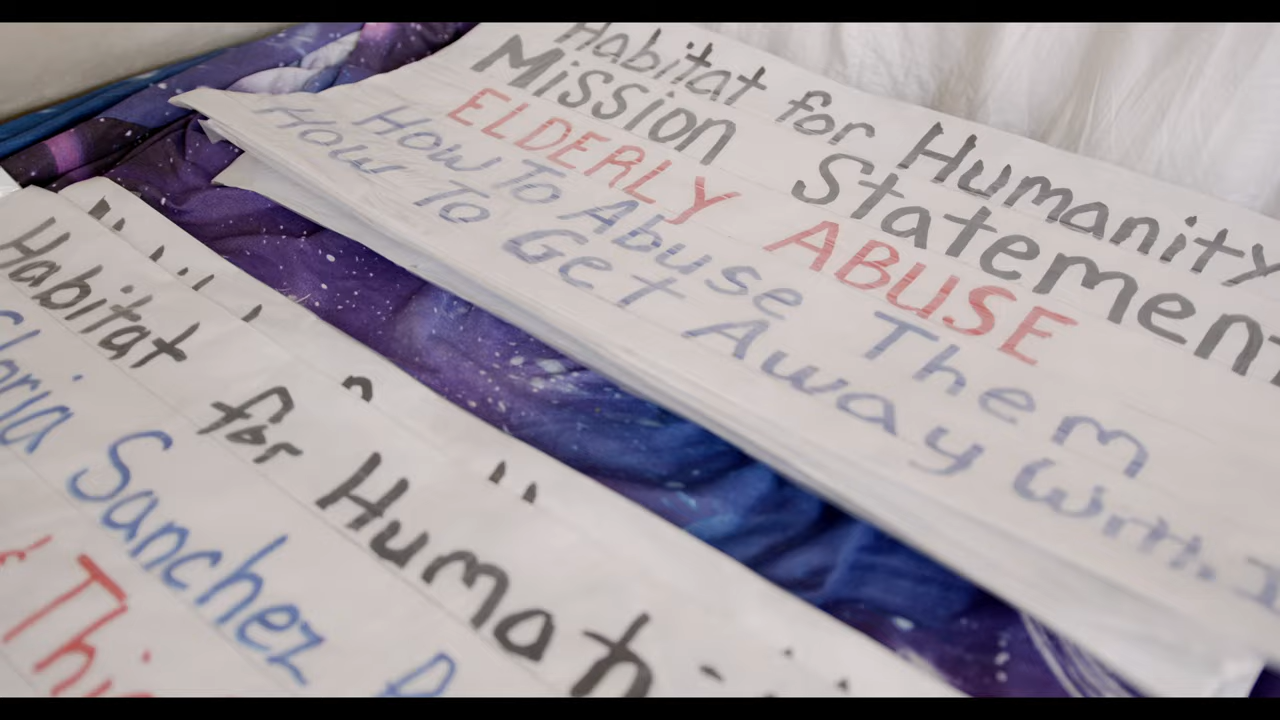 Habitat for Humanity
Mission Statement
ELDERLY ABUSE
How To Abuse Them
How To Get Away With
Habitat for
Sanchez